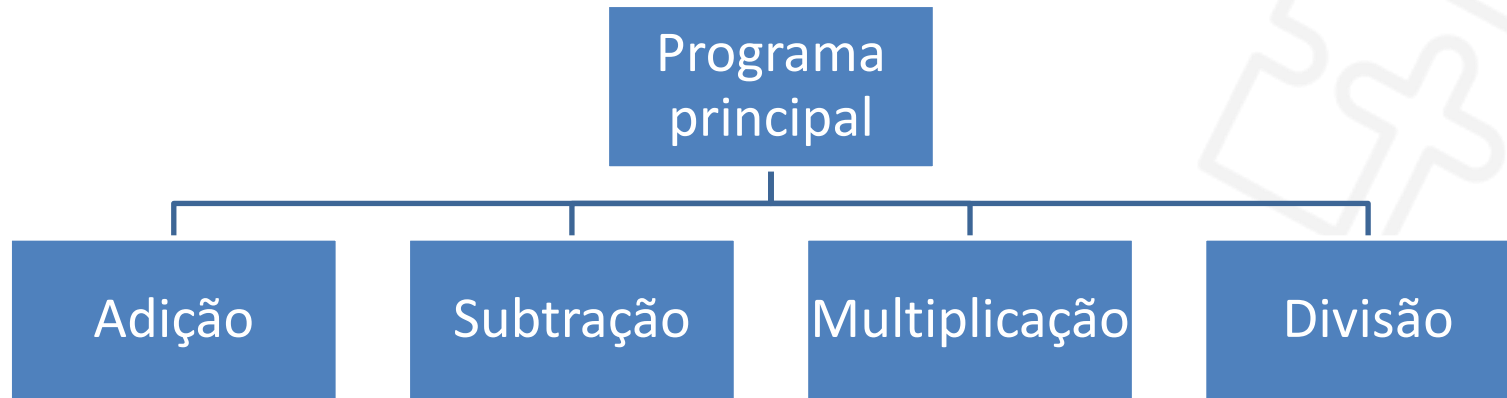 Programa
principal
Adição
Subtração
Multiplicação
Divisão